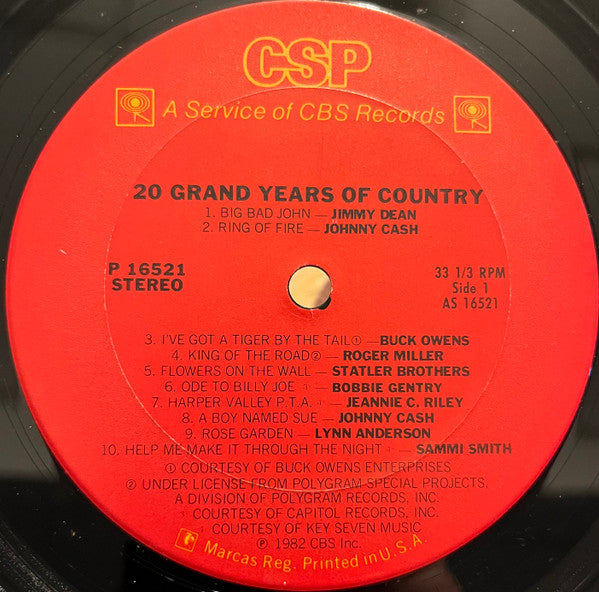 CSP
A Service of CBS Records
20 GRAND YEARS OF COUNTRY
1. BIG BAD JOHN — JIMMY DEAN
2. RING OF FIRE — JOHNNY CASH
P 16521
STEREO
33 1/3 RPM
Side 1
AS 16521
3. I'VE GOT A TIGER BY THE TAIL① — BUCK OWENS
4. KING OF THE ROAD② — ROGER MILLER
5. FLOWERS ON THE WALL — STATLER BROTHERS
6. ODE TO BILLY JOE — BOBBIE GENTRY
7. HARPER VALLEY P.T.A. — JEANNIE C. RILEY
8. A BOY NAMED SUE — JOHNNY CASH
9. ROSE GARDEN — LYNN ANDERSON
10. HELP ME MAKE IT THROUGH THE NIGHT — SAMMI SMITH
① COURTESY OF BUCK OWENS ENTERPRISES
② UNDER LICENSE FROM POLYGRAM SPECIAL PROJECTS,
A DIVISION OF POLYGRAM RECORDS, INC.
COURTESY OF CAPITOL RECORDS, INC.
COURTESY OF KEY SEVEN MUSIC
℗ 1982 CBS Inc.
Marcas Reg. Printed in U.S.A.